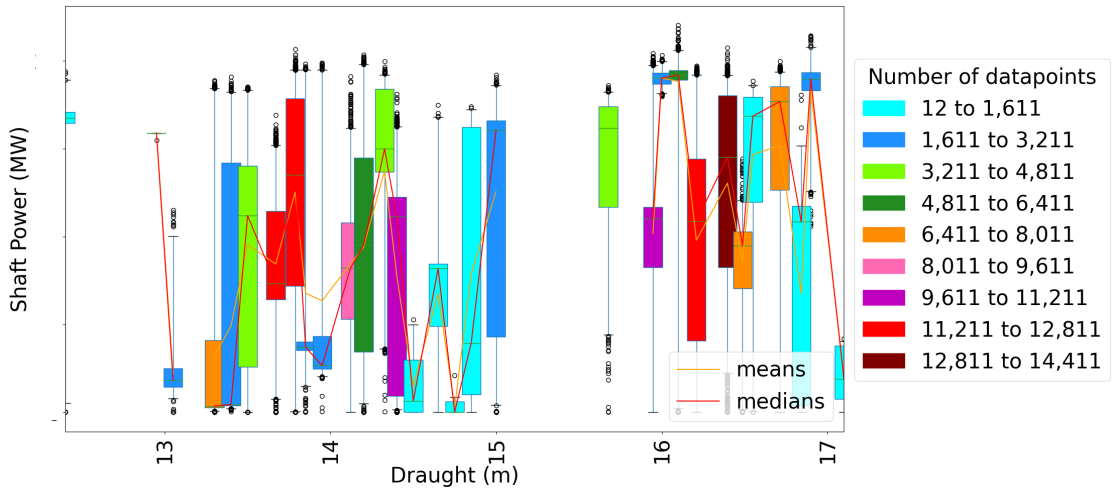 Number of datapoints
12 to 1,611
1,611 to 3,211
3,211 to 4,811
4,811 to 6,411
6,411 to 8,011
8,011 to 9,611
9,611 to 11,211
11,211 to 12,811
12,811 to 14,411
Shaft Power (MW)
means
medians
13
14
15
16
17
Draught (m)